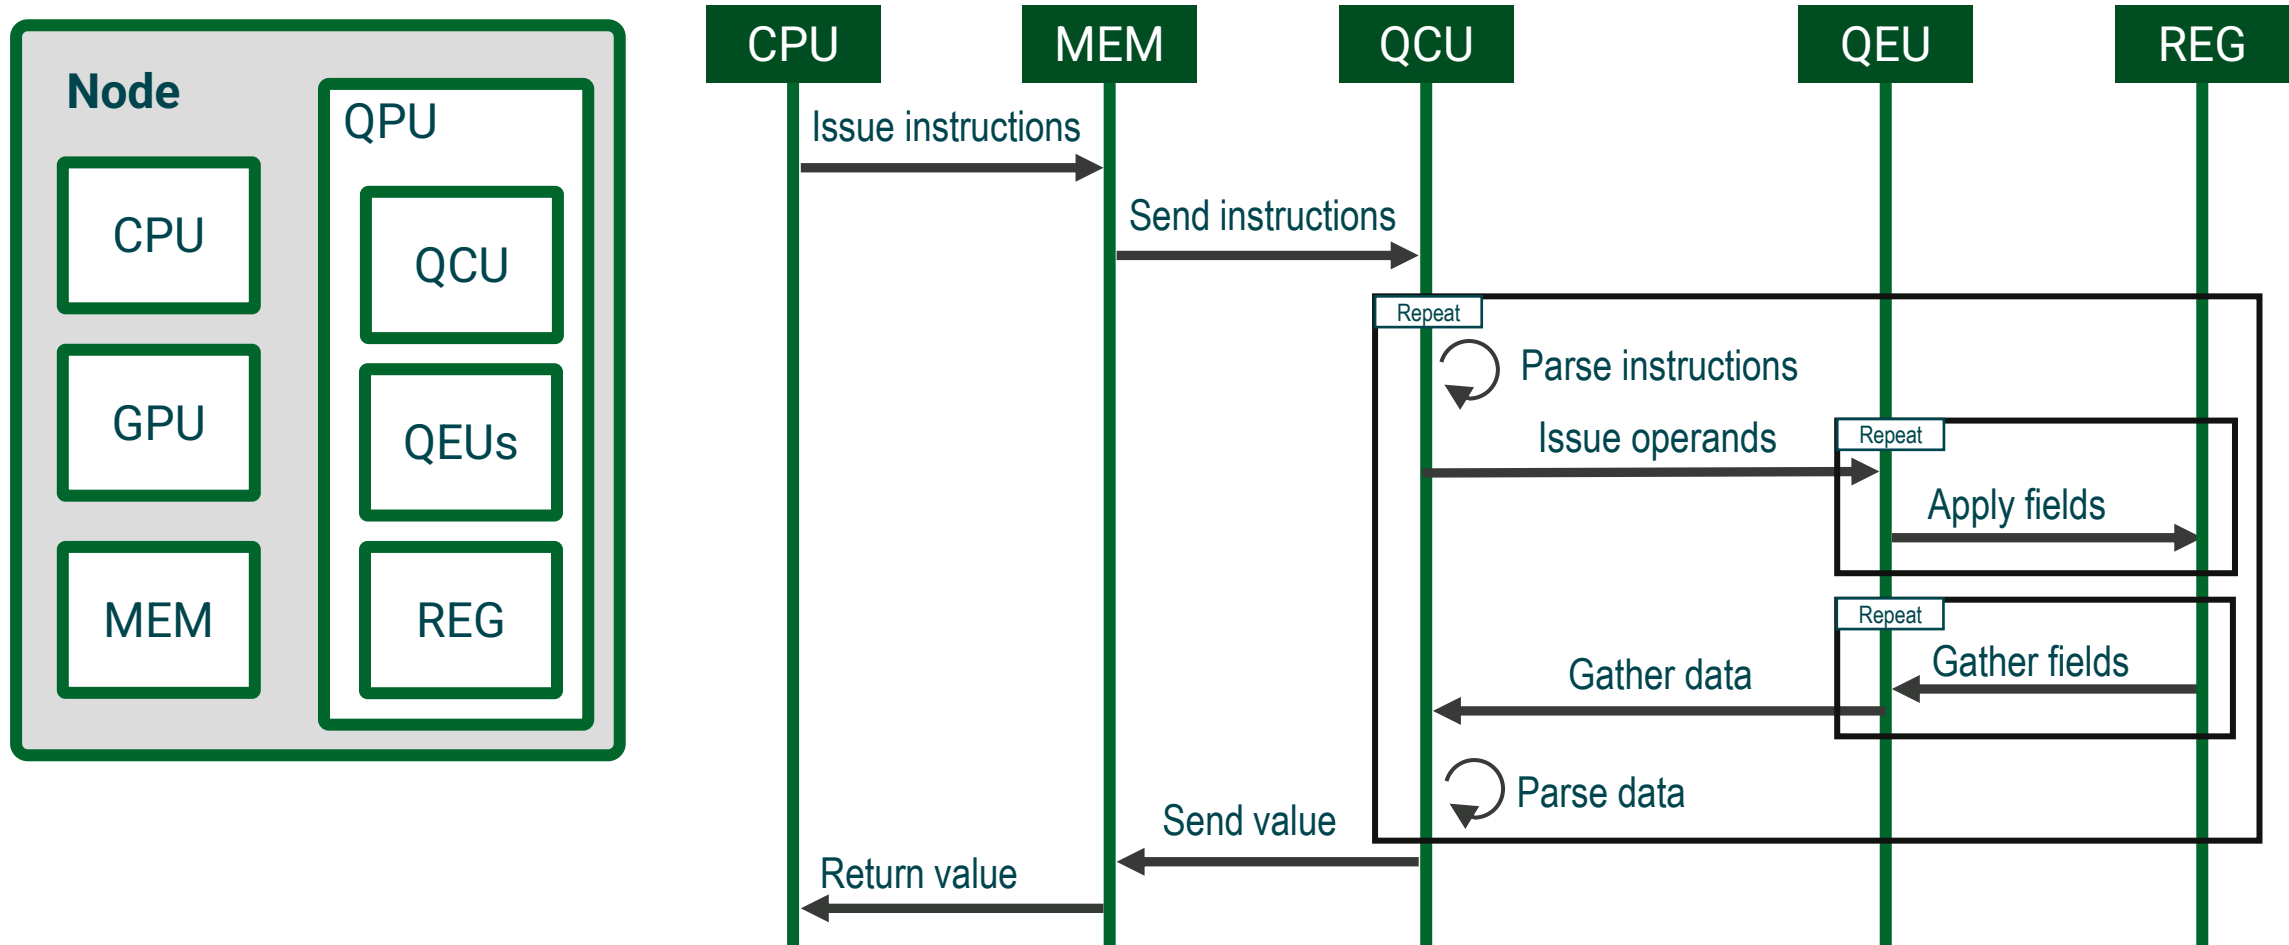 Node
QPU
CPU
QCU
GPU
QEUs
MEM
REG
CPU
MEM
QCU
QEU
REG
Issue instructions
Send instructions
Repeat
Parse instructions
Issue operands
Repeat
Apply fields
Repeat
Gather fields
Gather data
Parse data
Send value
Return value